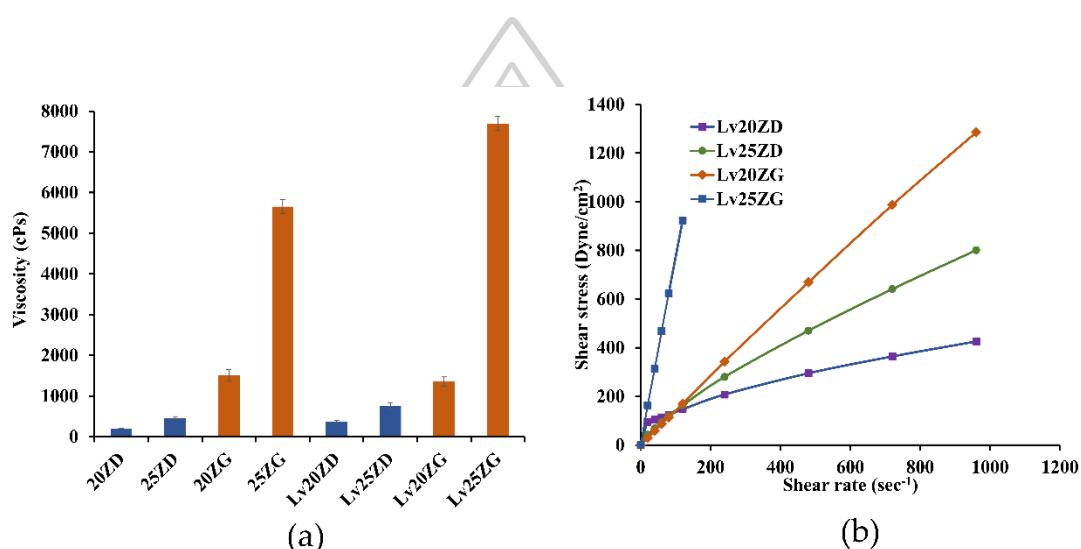 8000
7000
6000
5000
4000
3000
2000
1000
0
Viscosity (cPs)
20ZD
25ZD
20ZG
25ZG
Lv20ZD
Lv25ZD
Lv20ZG
Lv25ZG
(a)
1400
1200
1000
800
600
400
200
0
Shear stress (Dyne/cm²)
Lv20ZD
Lv25ZD
Lv20ZG
Lv25ZG
0 200 400 600 800 1000 1200
Shear rate (sec⁻¹)
(b)